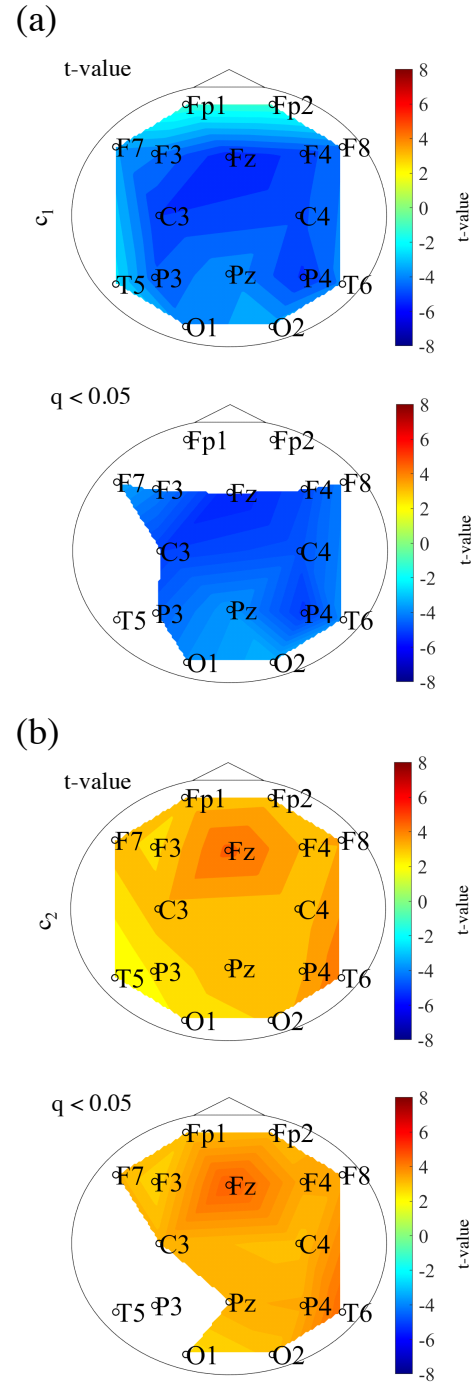 (a)
t-value
Fp1 Fp2
F7 F3 Fz F4 F8
c1 C3 C4
T5 P3 Pz P4 T6
O1 O2
8
6
4
2
0
-2
-4
-6
-8
t-value
q < 0.05
Fp1 Fp2
F7 F3 Fz F4 F8
C3 C4
T5 P3 Pz P4 T6
O1 O2
8
6
4
2
0
-2
-4
-6
-8
t-value
(b)
t-value
Fp1 Fp2
F7 F3 Fz F4 F8
c2 C3 C4
T5 P3 Pz P4 T6
O1 O2
8
6
4
2
0
-2
-4
-6
-8
t-value
q < 0.05
Fp1 Fp2
F7 F3 Fz F4 F8
C3 C4
T5 P3 Pz P4 T6
O1 O2
8
6
4
2
0
-2
-4
-6
-8
t-value